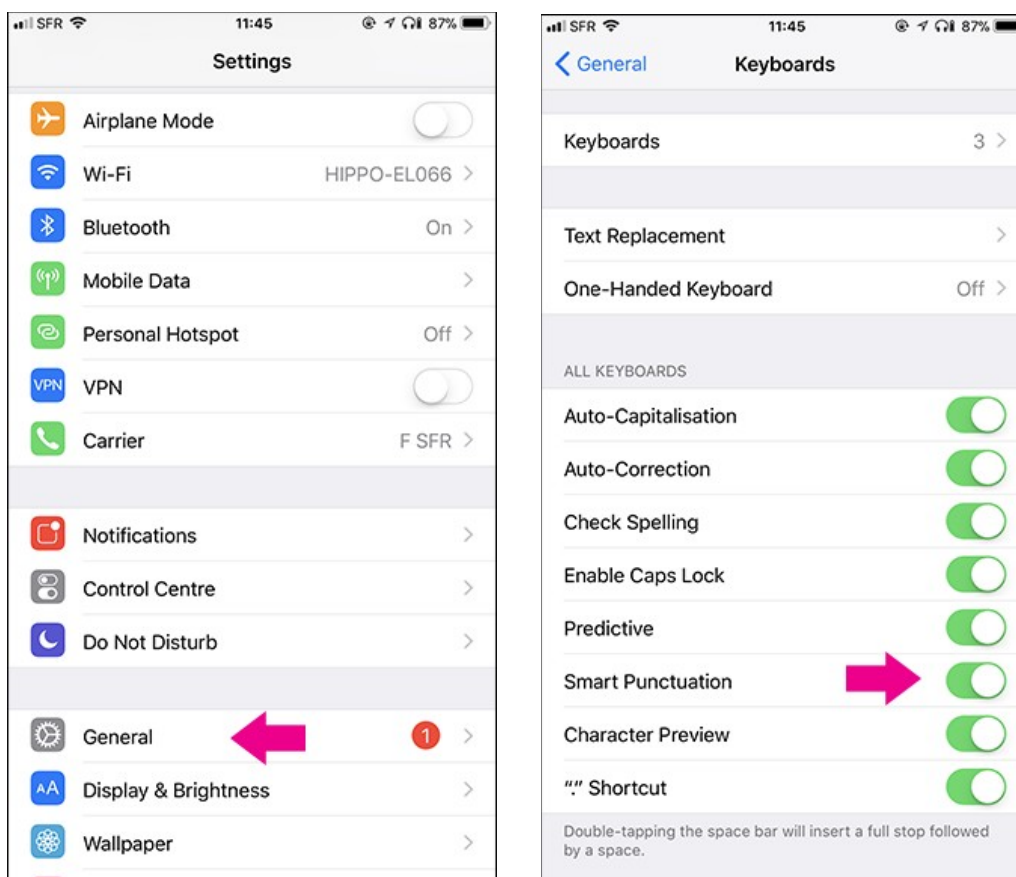 SFR 11:45 87%
Settings
Airplane Mode
Wi-Fi HIPPO-EL066
Bluetooth On
Mobile Data
Personal Hotspot Off
VPN VPN
Carrier F SFR
Notifications
Control Centre
Do Not Disturb
General 1
AA Display & Brightness
Wallpaper
SFR 11:45 87%
General Keyboards
Keyboards 3
Text Replacement
One-Handed Keyboard Off
ALL KEYBOARDS
Auto-Capitalisation
Auto-Correction
Check Spelling
Enable Caps Lock
Predictive
Smart Punctuation
Character Preview
“.” Shortcut
Double-tapping the space bar will insert a full stop followed
by a space.